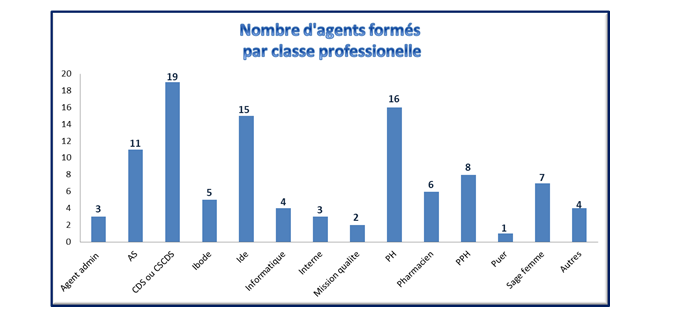 Nombre d'agents formés
par classe professionelle
20
18
16
14
12
10
8
6
4
2
0
3
11
19
5
15
4
3
2
16
6
8
1
7
4
Agent admin
AS
CDS ou CSCDS
Ibode
Ide
Informatique
Interne
Mission qualite
PH
Pharmacien
PPH
Puer
Sage femme
Autres